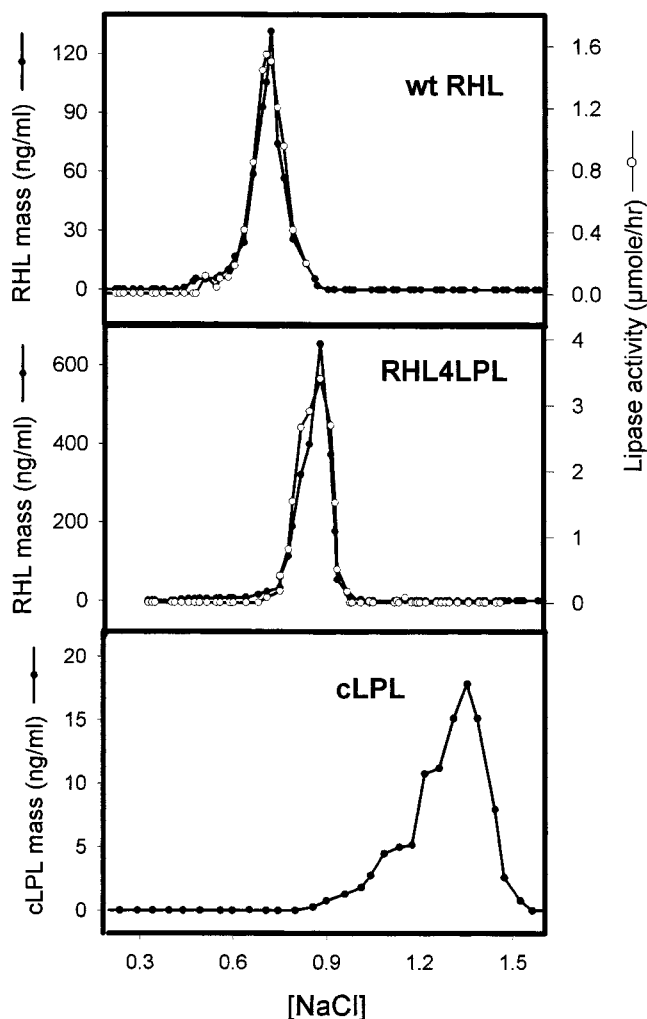 wt RHL
RHL mass (ng/ml)
120
90
60
30
0
1.6
1.2
0.8
0.4
0.0
Lipase activity (µmole/hr)
RHL4LPL
RHL mass (ng/ml)
600
400
200
0
4
3
2
1
0
cLPL
cLPL mass (ng/ml)
20
15
10
5
0
0.3 0.6 0.9 1.2 1.5
[NaCl]